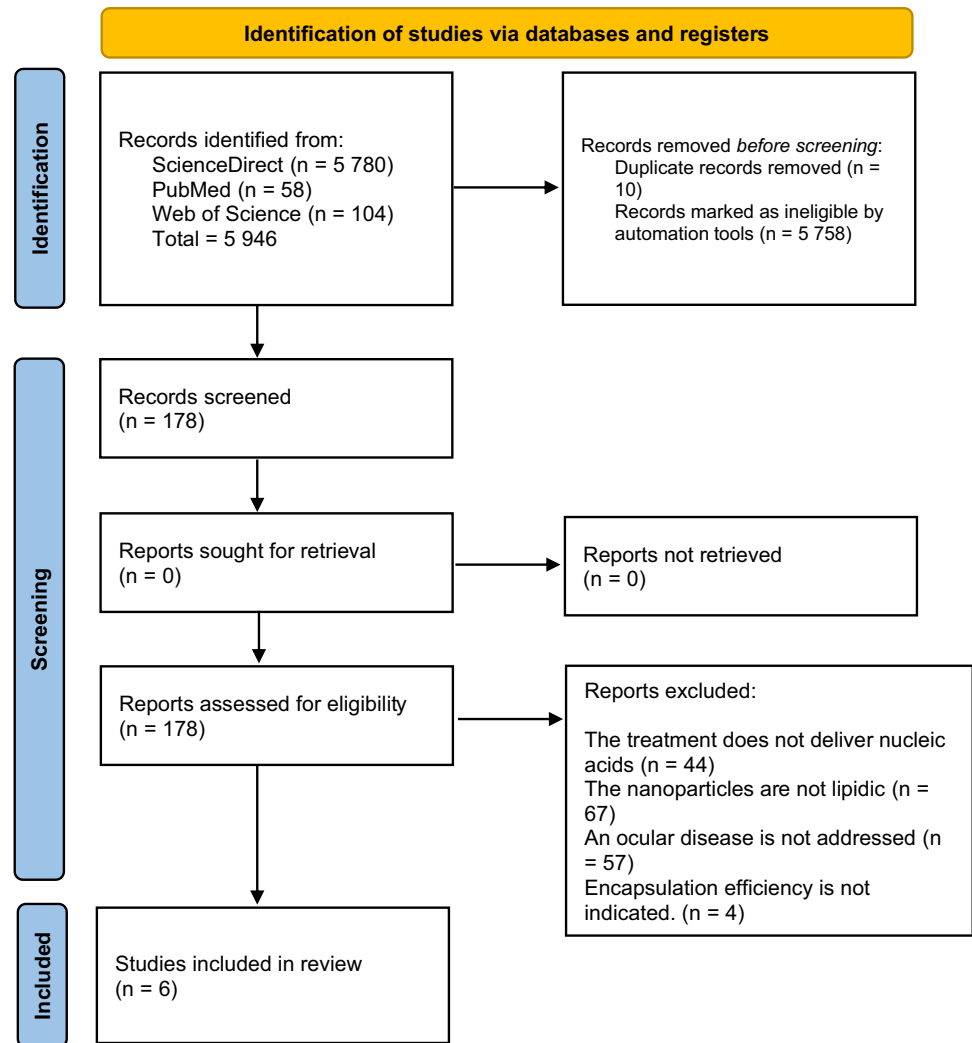 Identification of studies via databases and registers
Identification
Records identified from:
ScienceDirect (n = 5 780)
PubMed (n = 58)
Web of Science (n = 104)
Total = 5 946
Records removed before screening:
Duplicate records removed (n =
10)
Records marked as ineligible by
automation tools (n = 5 758)
Screening
Records screened
(n = 178)
Reports sought for retrieval
(n = 0)
Reports not retrieved
(n = 0)
Reports assessed for eligibility
(n = 178)
Reports excluded:
The treatment does not deliver nucleic
acids (n = 44)
The nanoparticles are not lipidic (n =
67)
An ocular disease is not addressed (n
= 57)
Encapsulation efficiency is not
indicated. (n = 4)
Included
Studies included in review
(n = 6)